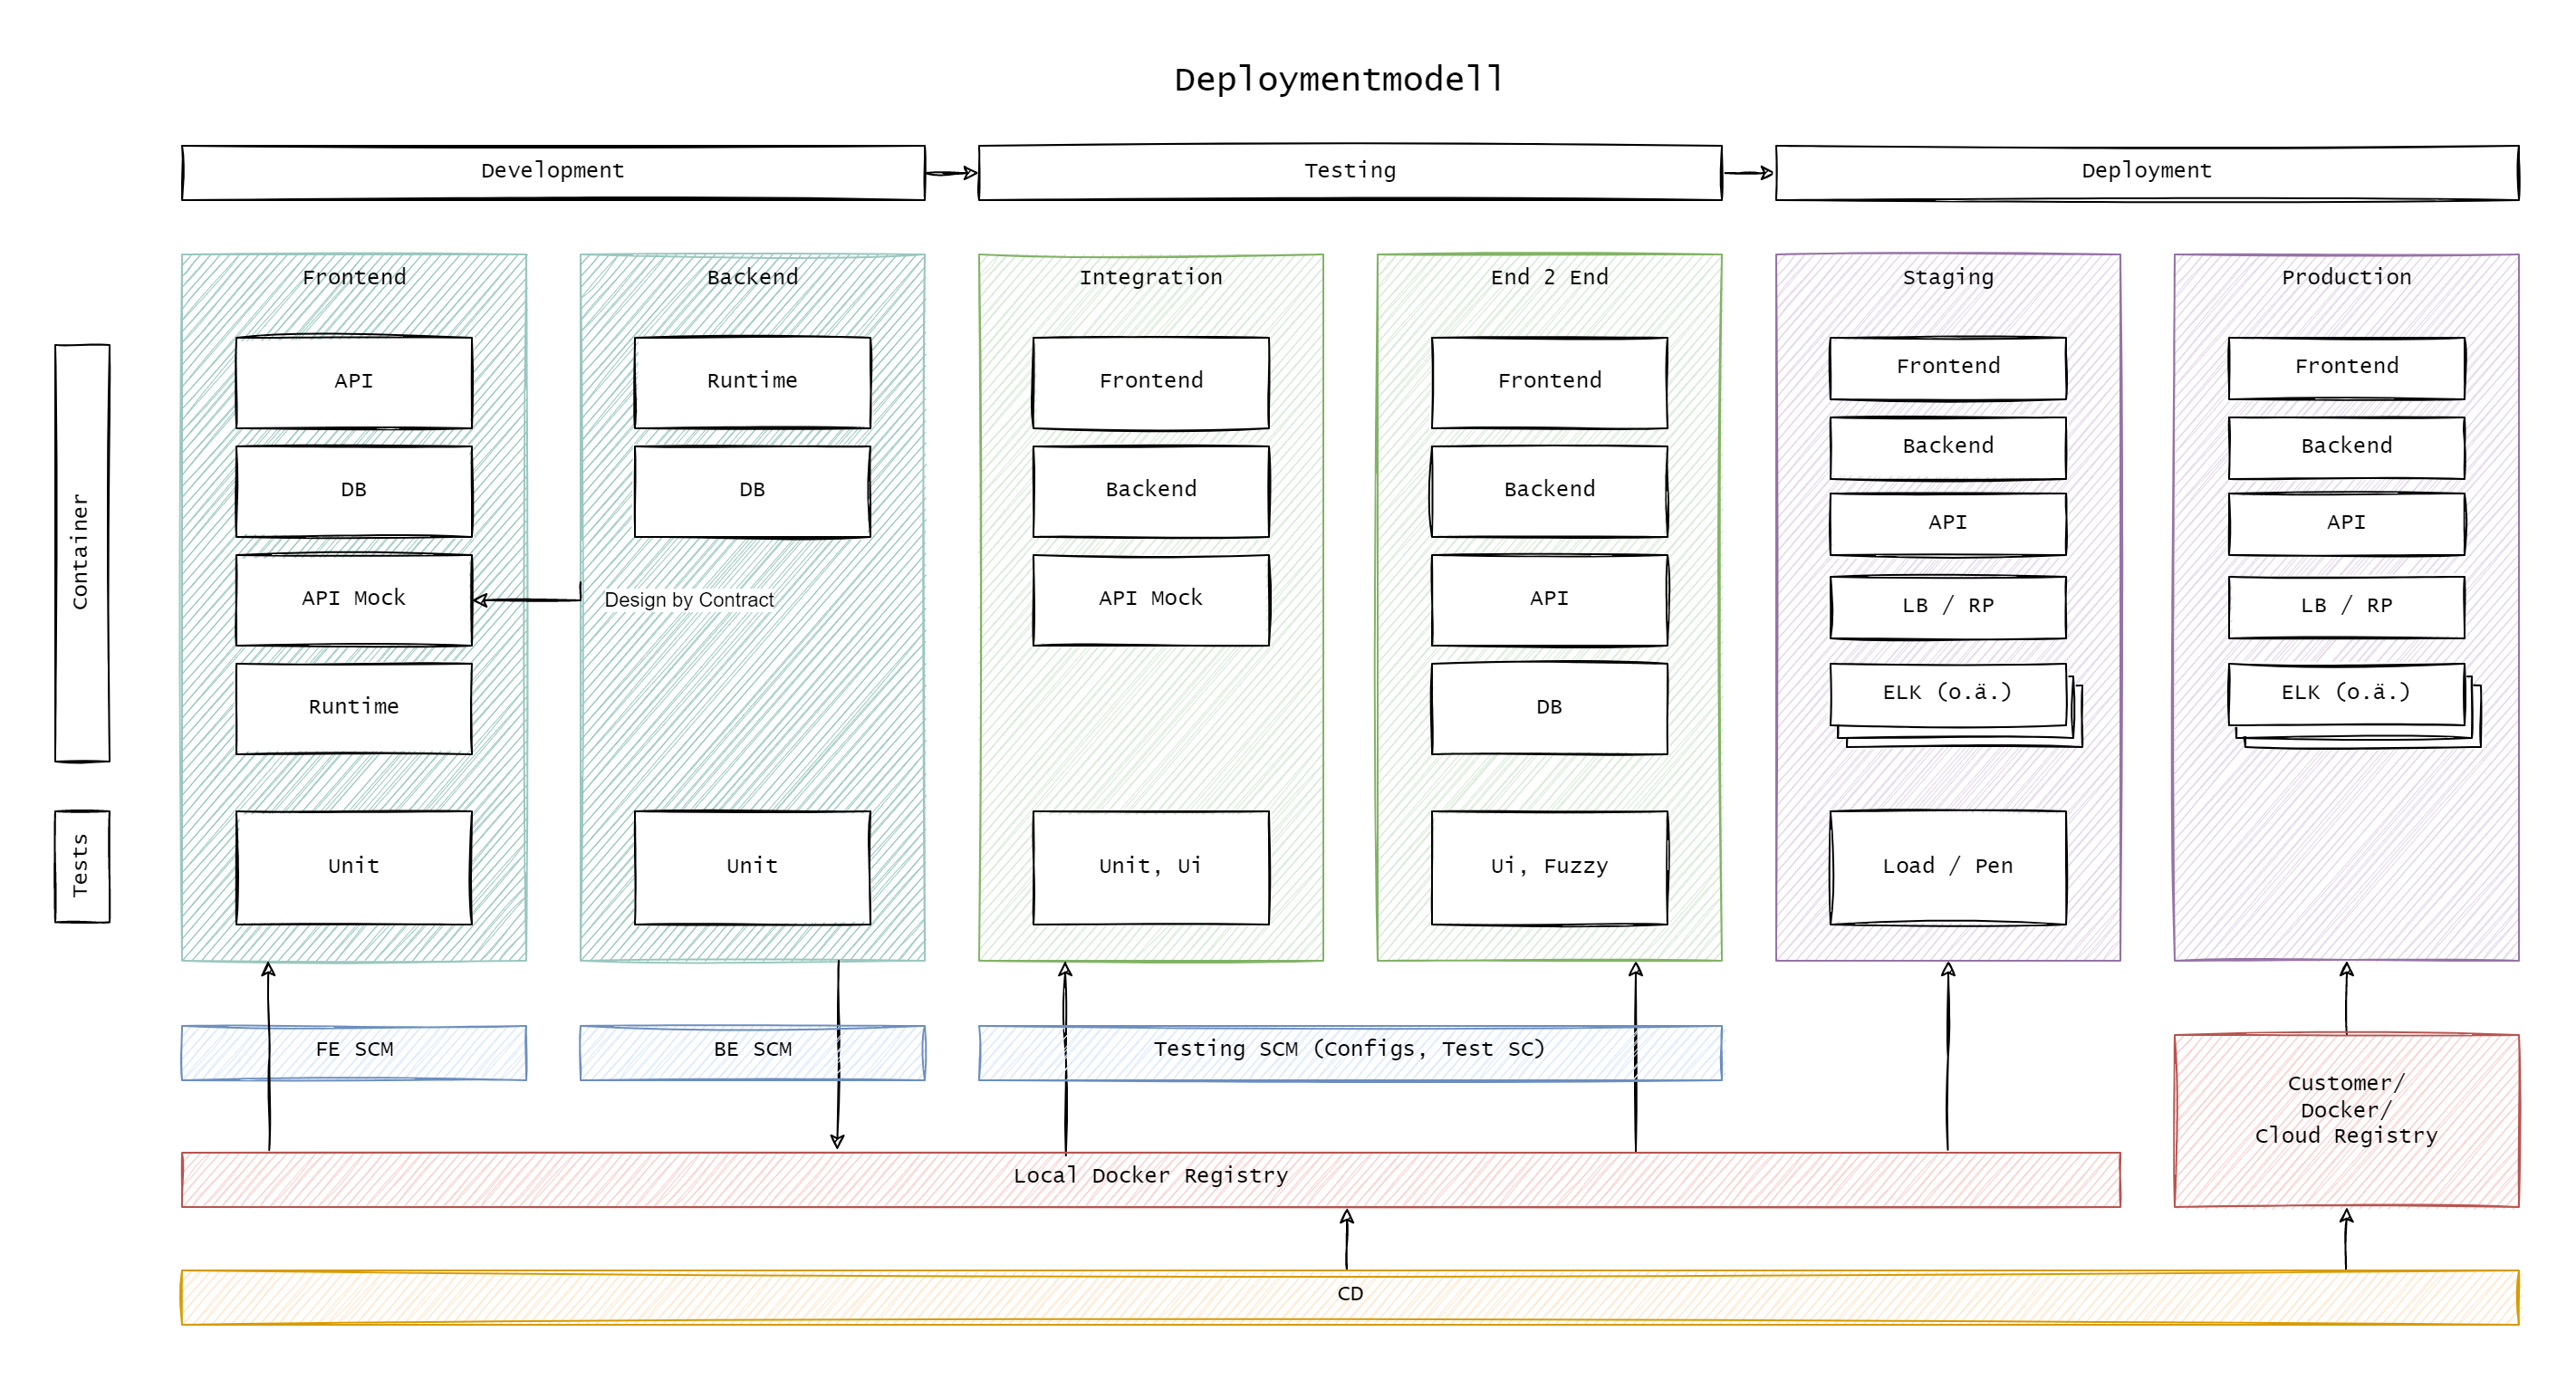 Deploymentmodell
Development
Testing
Deployment
Container
Tests
Frontend
API
DB
API Mock
Runtime
Unit
Backend
Runtime
DB
Design by Contract
Unit
Integration
Frontend
Backend
API Mock
Unit, Ui
End 2 End
Frontend
Backend
API
DB
Ui, Fuzzy
Staging
Frontend
Backend
API
LB / RP
ELK (o.ä.)
Load / Pen
Production
Frontend
Backend
API
LB / RP
ELK (o.ä.)
FE SCM
BE SCM
Testing SCM (Configs, Test SC)
Customer/
Docker/
Cloud Registry
Local Docker Registry
CD